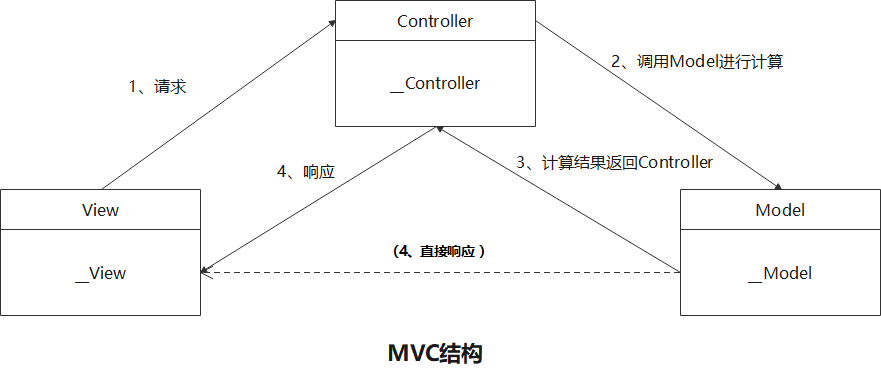 Controller
__Controller
1、请求
2、调用Model进行计算
3、计算结果返回Controller
4、响应
View
__View
(4、直接响应 ）
Model
__Model
MVC结构